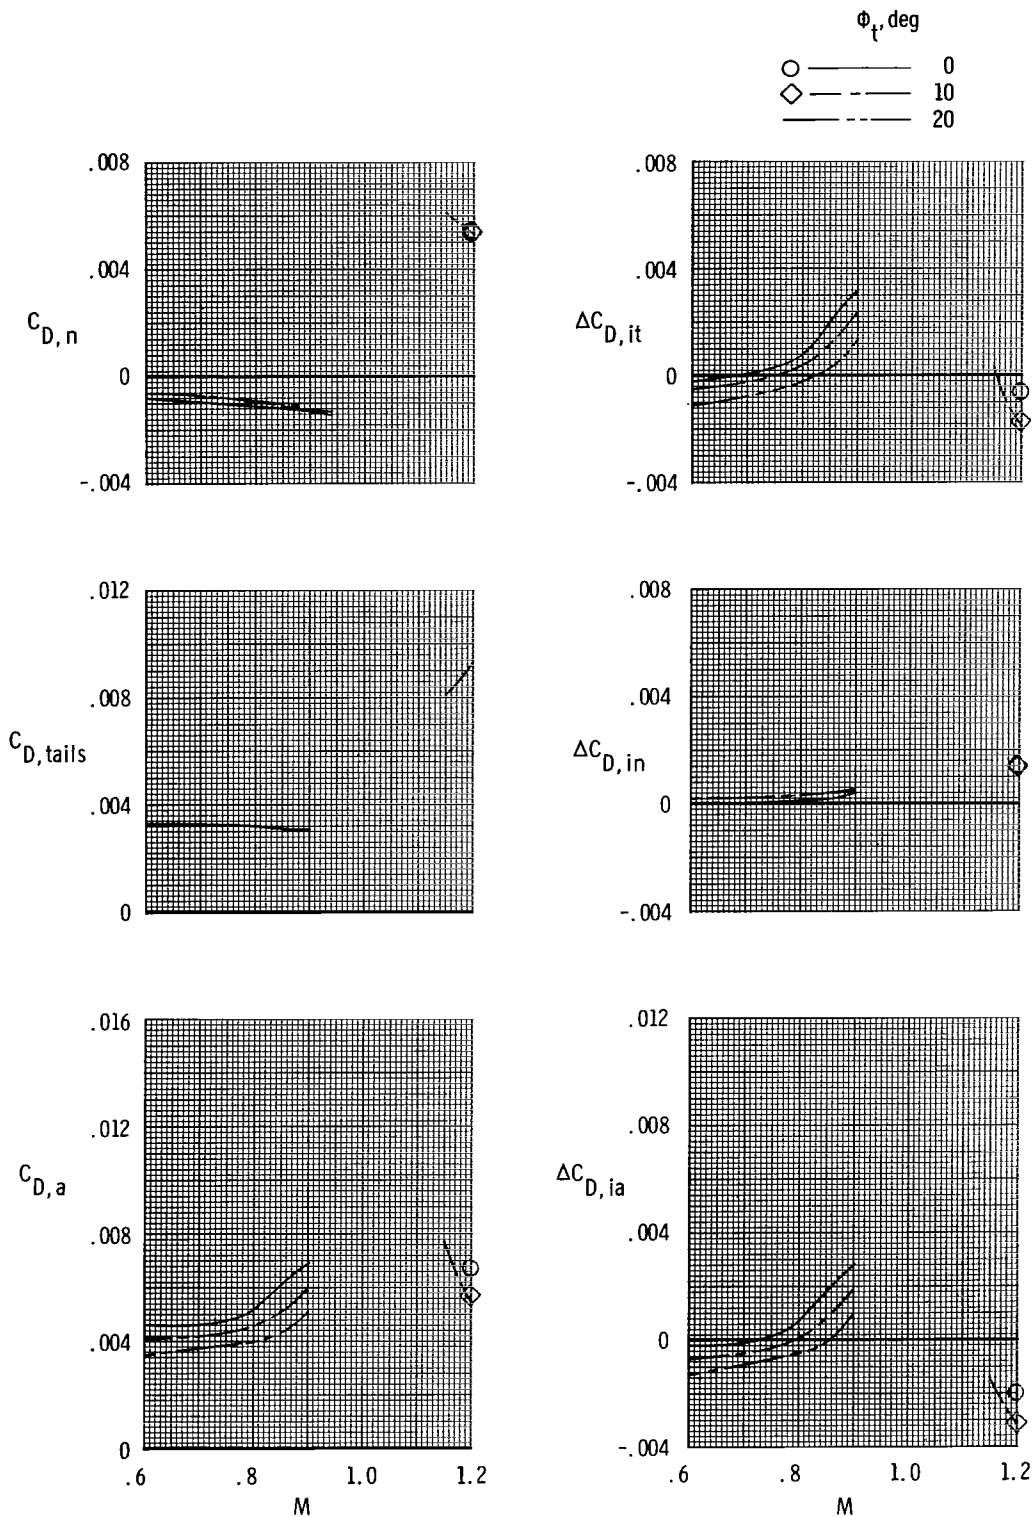 Φt, deg
0
10
20
.008
.004
0
-.004
CD, n
.008
.004
0
-.004
ΔCD, it
.012
.008
.004
0
CD, tails
.008
.004
0
-.004
ΔCD, in
.016
.012
.008
.004
0
CD, a
.6 .8 1.0 1.2
M
.012
.008
.004
0
-.004
ΔCD, ia
.6 .8 1.0 1.2
M